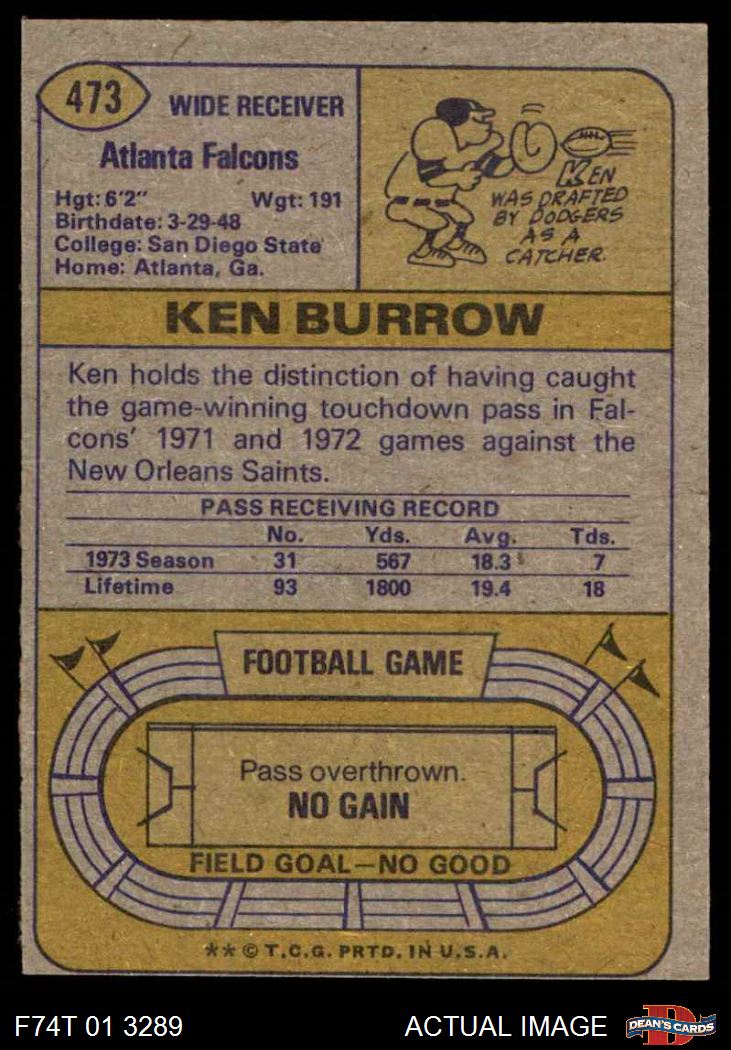 473
WIDE RECEIVER
Atlanta Falcons
Hgt: 6'2" Wgt: 191
Birthdate: 3-29-48
College: San Diego State
Home: Atlanta, Ga.
KEN
WAS DRAFTED
BY DODGERS
AS A
CATCHER.
KEN BURROW
Ken holds the distinction of having caught
the game-winning touchdown pass in Fal-
cons' 1971 and 1972 games against the
New Orleans Saints.
PASS RECEIVING RECORD
No. Yds. Avg. Tds.
1973 Season 31 567 18.3 7
Lifetime 93 1800 19.4 18
FOOTBALL GAME
Pass overthrown.
NO GAIN
FIELD GOAL—NO GOOD
** © T.C.G. PRTD. IN U.S.A.
F74T 01 3289 ACTUAL IMAGE
D
DEAN'S CARDS